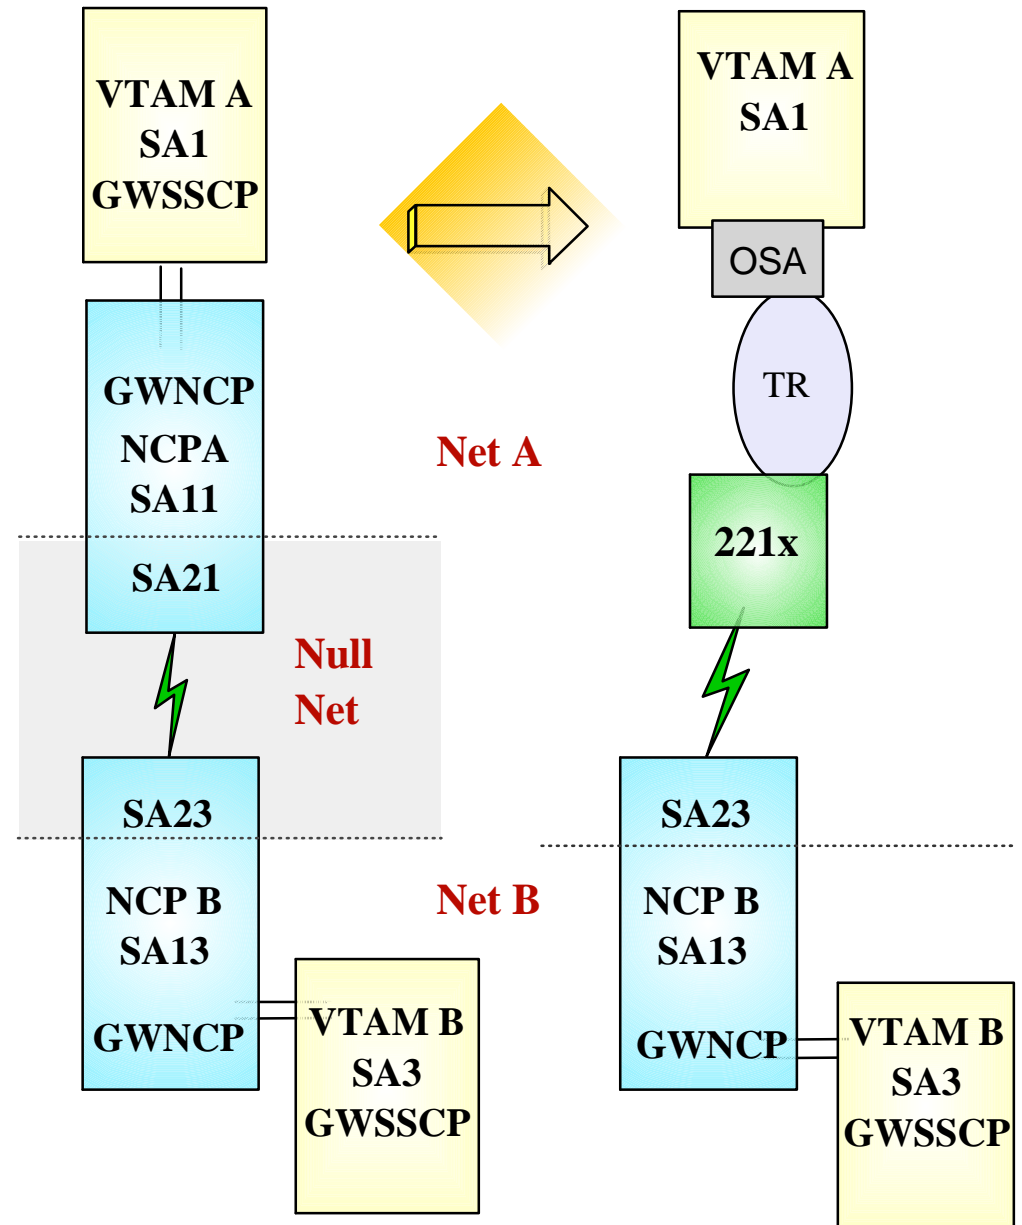 VTAM A
SA1
GWSSCP
GWNCP
NCPA
SA11
SA21
Null
Net
SA23
NCP B
SA13
GWNCP
VTAM B
SA3
GWSSCP
Net A
Net B
VTAM A
SA1
OSA
TR
221x
SA23
NCP B
SA13
GWNCP
VTAM B
SA3
GWSSCP